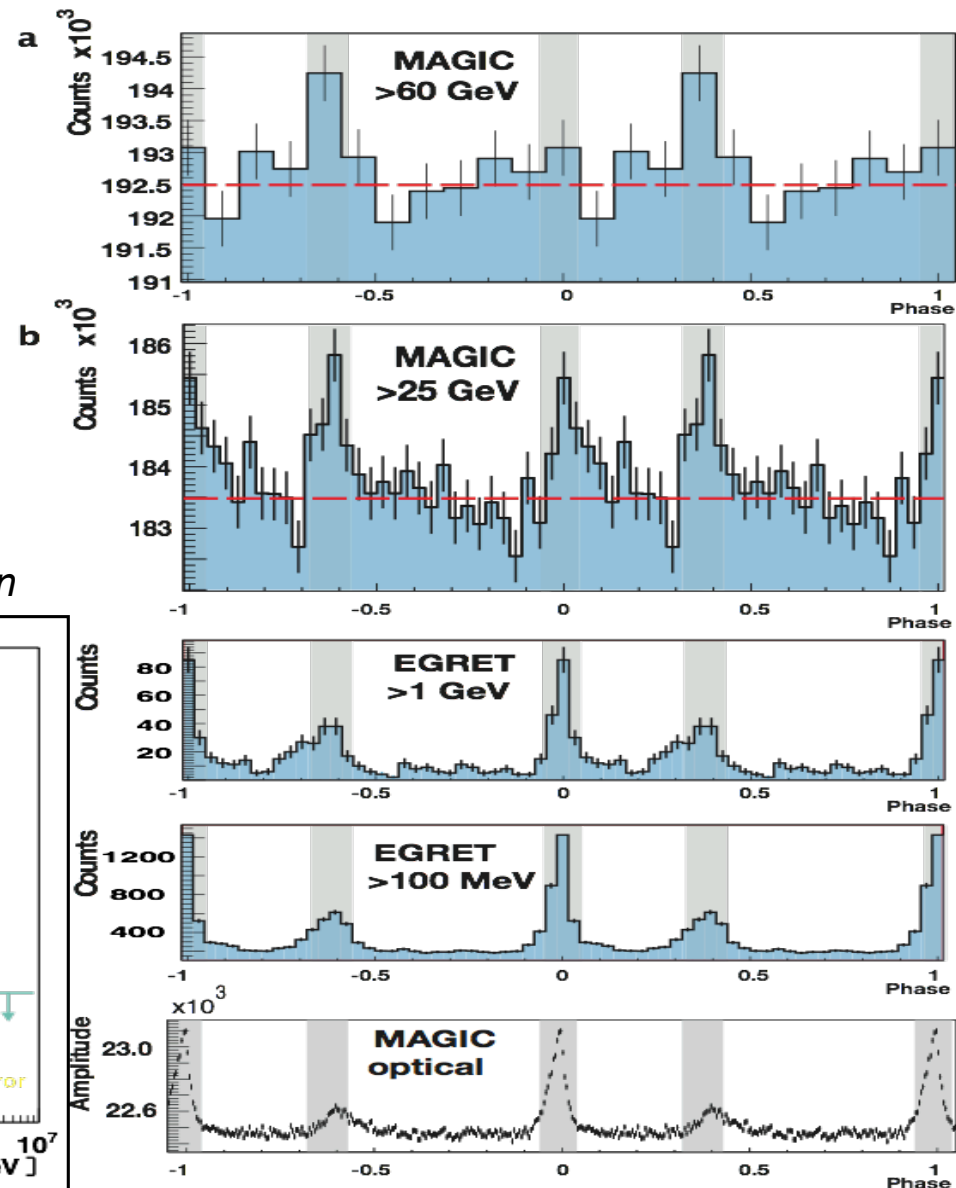 a
Counts x10³
MAGIC
>60 GeV
194.5
194
193.5
193
192.5
192
191.5
191
-1 -0.5 0 0.5 1
Phase
b
Counts x10³
MAGIC
>25 GeV
186
185
184
183
-1 -0.5 0 0.5 1
Phase
n
Counts
EGRET
>1 GeV
80
60
40
20
-1 -0.5 0 0.5 1
Phase
Counts
EGRET
>100 MeV
1200
800
400
-1 -0.5 0 0.5 1
Phase
x10³
Amplitude
MAGIC
optical
23.0
22.6
-1 -0.5 0 0.5 1
Phase
ror
10⁷
eV ]